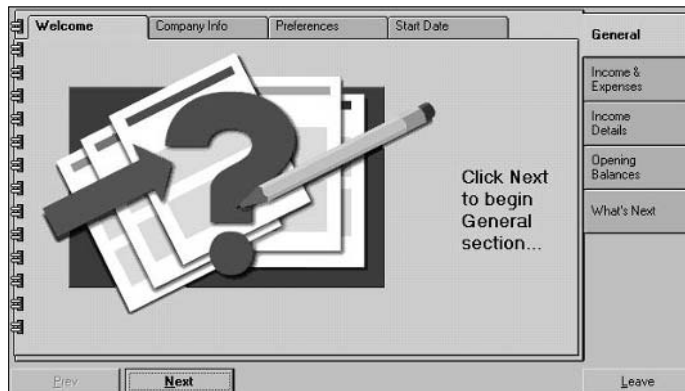 Welcome
Company Info
Preferences
Start Date
General
Income &
Expenses
Income
Details
Opening
Balances
What's Next
Click Next
to begin
General
section...
Prev
Next
Leave